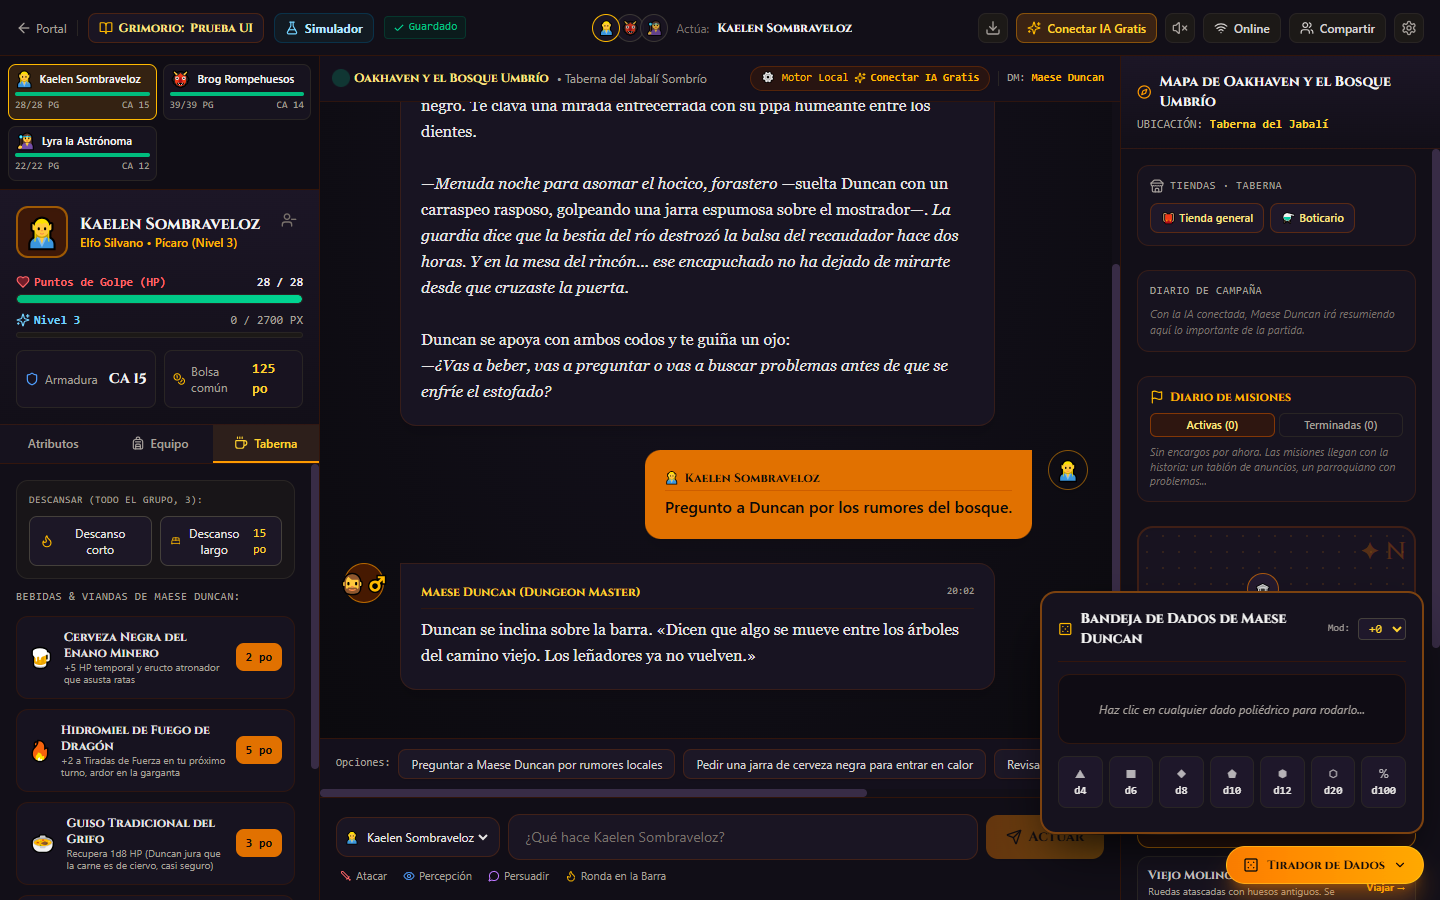 Portal
Grimorio: Prueba UI
Simulador
Guardado
Actúa: Kaelen Sombraveloz
Conectar IA Gratis
Online
Compartir
Kaelen Sombraveloz
28/28 PG CA 15
Brog Rompehuesos
39/39 PG CA 14
Lyra la Astrónoma
22/22 PG CA 12
Kaelen Sombraveloz
Elfo Silvano • Pícaro (Nivel 3)
Puntos de Golpe (HP) 28 / 28
Nivel 3 0 / 2700 PX
Armadura CA 15
Bolsa común 125 po
Atributos
Equipo
Taberna
DESCANSAR (TODO EL GRUPO, 3):
Descanso corto
Descanso largo 15 po
BEBIDAS & VIANDAS DE MAESE DUNCAN:
Cerveza Negra del
Enano Minero
+5 HP temporal y eructo atronador
que asusta ratas
2 po
Hidromiel de Fuego de
Dragón
+2 a Tiradas de Fuerza en tu próximo
turno, ardor en la garganta
5 po
Guiso Tradicional del
Grifo
Recupera 1d8 HP (Duncan jura que
la carne es de ciervo, casi seguro)
3 po
Oakhaven y el Bosque Umbrío • Taberna del Jabalí Sombrío
Motor Local Conectar IA Gratis
DM: Maese Duncan
negro. Te clava una mirada entrecerrada con su pipa humeante entre los
dientes.
—Menuda noche para asomar el hocico, forastero —suelta Duncan con un
carraspeo rasposo, golpeando una jarra espumosa sobre el mostrador—. La
guardia dice que la bestia del río destrozó la balsa del recaudador hace dos
horas. Y en la mesa del rincón... ese encapuchado no ha dejado de mirarte
desde que cruzaste la puerta.
Duncan se apoya con ambos codos y te guiña un ojo:
—¿Vas a beber, vas a preguntar o vas a buscar problemas antes de que se
enfríe el estofado?
Kaelen Sombraveloz
Pregunto a Duncan por los rumores del bosque.
Maese Duncan (Dungeon Master) 20:02
Duncan se inclina sobre la barra. «Dicen que algo se mueve entre los árboles
del camino viejo. Los leñadores ya no vuelven.»
Opciones:
Preguntar a Maese Duncan por rumores locales
Pedir una jarra de cerveza negra para entrar en calor
Revisa
Kaelen Sombraveloz
¿Qué hace Kaelen Sombraveloz?
Actuar
Atacar
Percepción
Persuadir
Ronda en la Barra
Mapa de Oakhaven y el Bosque
Umbrío
UBICACIÓN: Taberna del Jabalí
TIENDAS · TABERNA
Tienda general
Boticario
DIARIO DE CAMPAÑA
Con la IA conectada, Maese Duncan irá resumiendo
aquí lo importante de la partida.
Diario de misiones
Activas (0)
Terminadas (0)
Sin encargos por ahora. Las misiones llegan con la
historia: un tablón de anuncios, un parroquiano con
problemas...
N
Bandeja de Dados de Maese
Duncan
Mod: +0
Haz clic en cualquier dado poliédrico para rodarlo...
d4
d6
d8
d10
d12
d20
%
d100
Tirador de Dados
Viejo Molino
Ruedas atascadas con huesos antiguos. Se
Viajar →